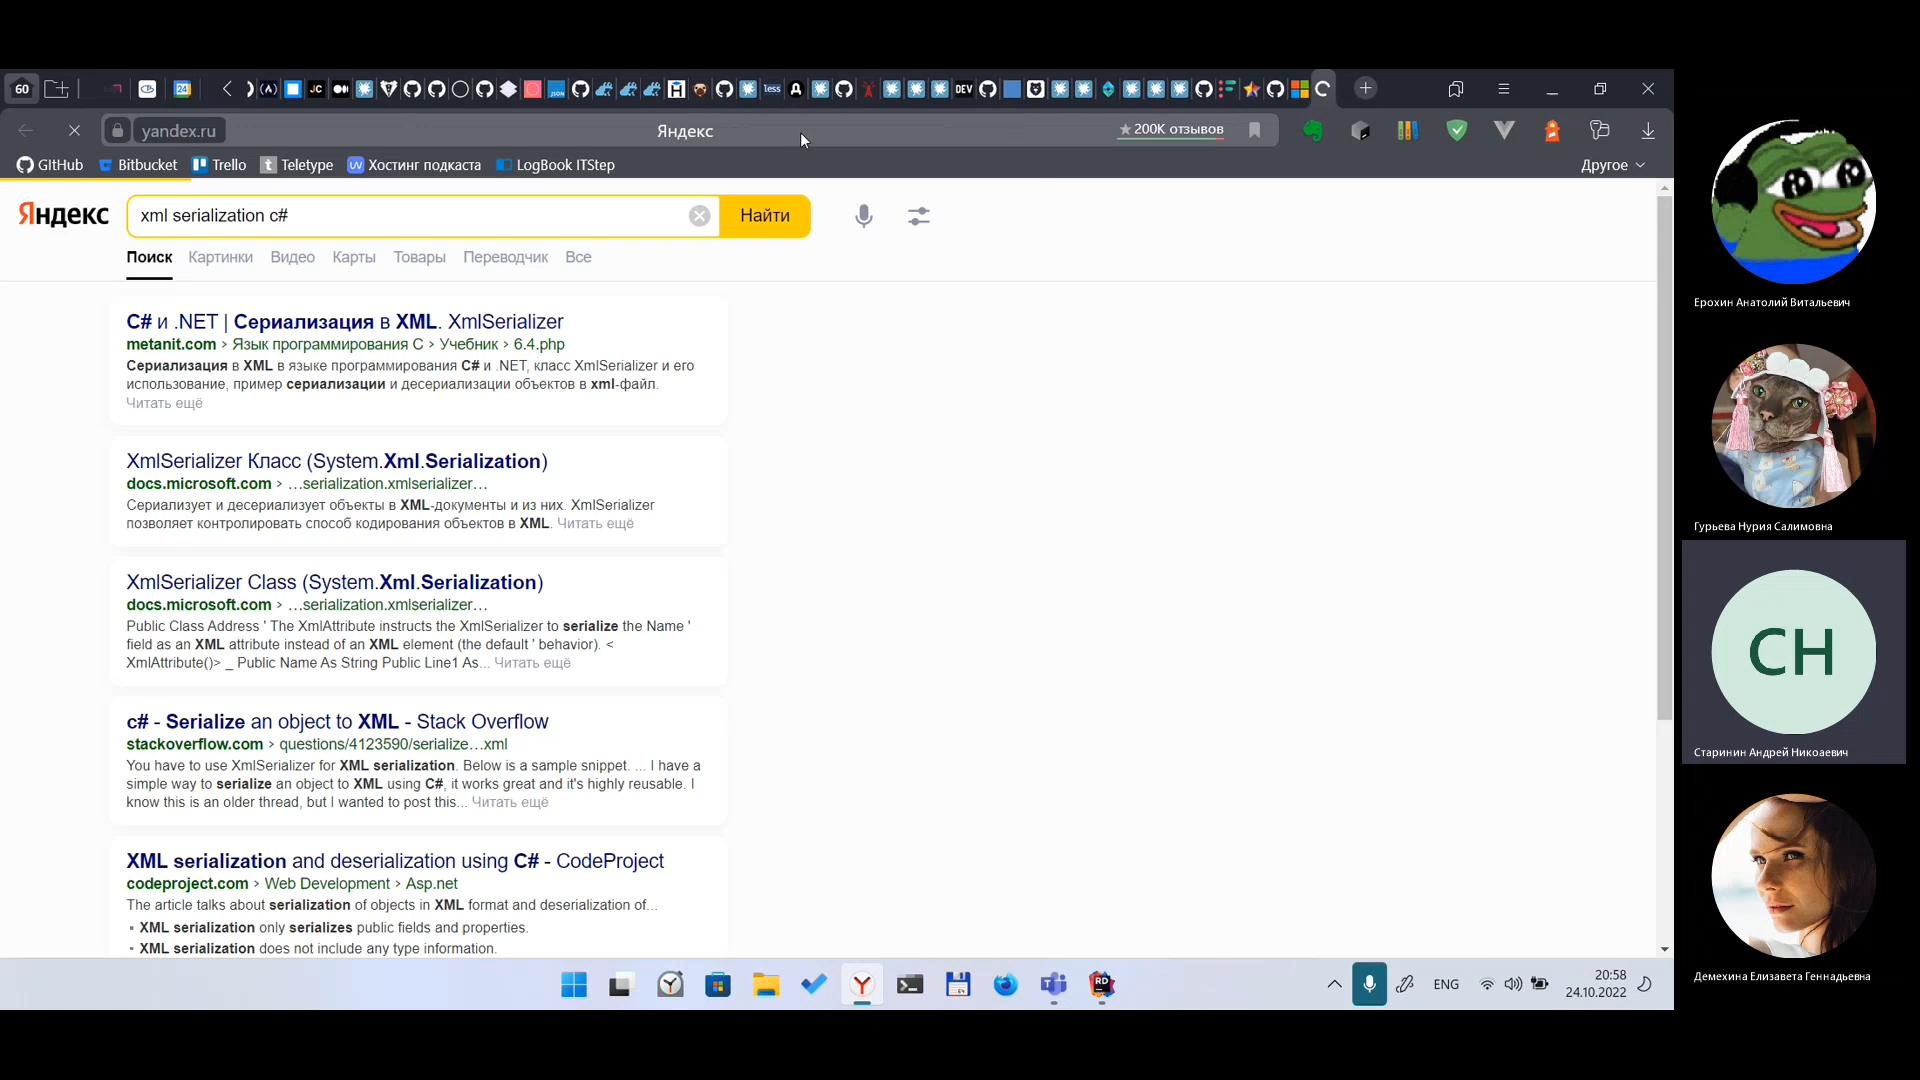 60
24
JC
JSON
H
less
DEV
yandex.ru
Яндекс
★ 200K отзывов
GItHub
Bitbucket
Trello
Teletype
Хостинг подкаста
LogBook ITStep
Другое
Яндекс
xml serialization c#
Найти
Поиск
Картинки
Видео
Карты
Товары
Переводчик
Все
C# и .NET | Сериализация в XML. XmlSerializer
metanit.com › Язык программирования C › Учебник › 6.4.php
Сериализация в XML в языке программирования C# и .NET, класс XmlSerializer и его
использование, пример сериализации и десериализации объектов в xml-файл.
Читать ещё
XmlSerializer Класс (System.Xml.Serialization)
docs.microsoft.com › …serialization.xmlserializer…
Сериализует и десериализует объекты в XML-документы и из них. XmlSerializer
позволяет контролировать способ кодирования объектов в XML. Читать ещё
XmlSerializer Class (System.Xml.Serialization)
docs.microsoft.com › …serialization.xmlserializer…
Public Class Address ' The XmlAttribute instructs the XmlSerializer to serialize the Name '
field as an XML attribute instead of an XML element (the default ' behavior). <
XmlAttribute()> _ Public Name As String Public Line1 As... Читать ещё
c# - Serialize an object to XML - Stack Overflow
stackoverflow.com › questions/4123590/serialize…xml
You have to use XmlSerializer for XML serialization. Below is a sample snippet. ... I have a
simple way to serialize an object to XML using C#, it works great and it's highly reusable. I
know this is an older thread, but I wanted to post this... Читать ещё
XML serialization and deserialization using C# - CodeProject
codeproject.com › Web Development › Asp.net
The article talks about serialization of objects in XML format and deserialization of...
▪ XML serialization only serializes public fields and properties.
▪ XML serialization does not include any type information.
ENG
20:58
24.10.2022
Ерохин Анатолий Витальевич
Гурьева Нурия Салимовна
СН
Старинин Андрей Никоаевич
Демехина Елизавета Геннадьевна